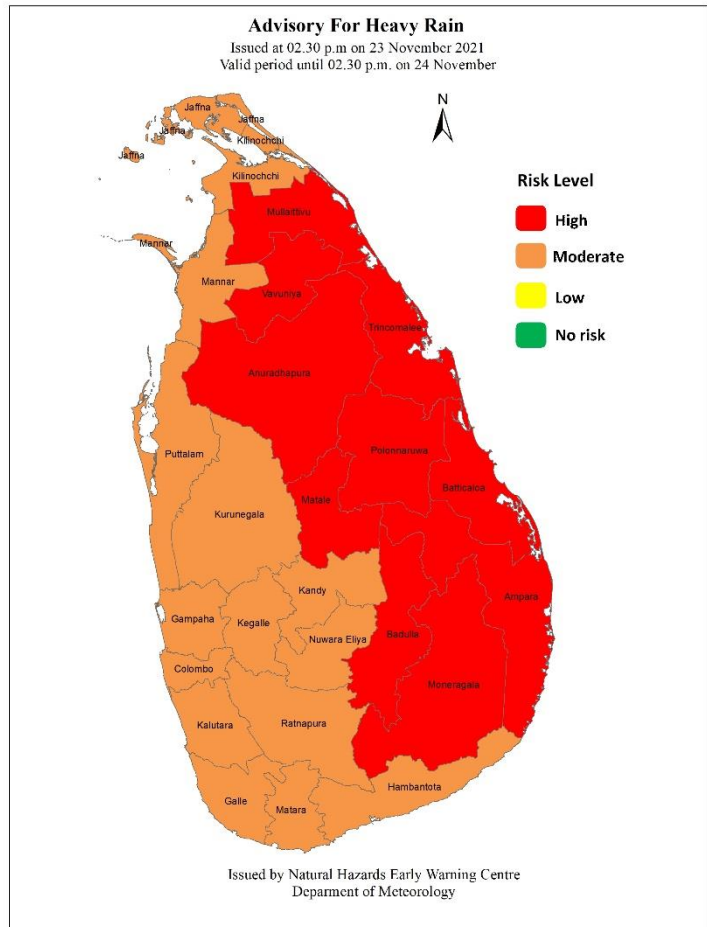 Advisory For Heavy Rain
Issued at 02.30 p.m on 23 November 2021
Valid period until 02.30 p.m. on 24 November
N
Jaffna
Jaffna
Jaffna
Jaffna
Kilinochchi
Kilinochchi
Mullaittivu
Mannar
Mannar
Vavuniya
Trincomalee
Anuradhapura
Polonnaruwa
Puttalam
Batticaloa
Matale
Kurunegala
Kandy
Ampara
Gampaha
Kegalle
Nuwara Eliya
Badulla
Colombo
Moneragala
Kalutara
Ratnapura
Hambantota
Galle
Matara
Risk Level
High
Moderate
Low
No risk
Issued by Natural Hazards Early Warning Centre
Deparment of Meteorology